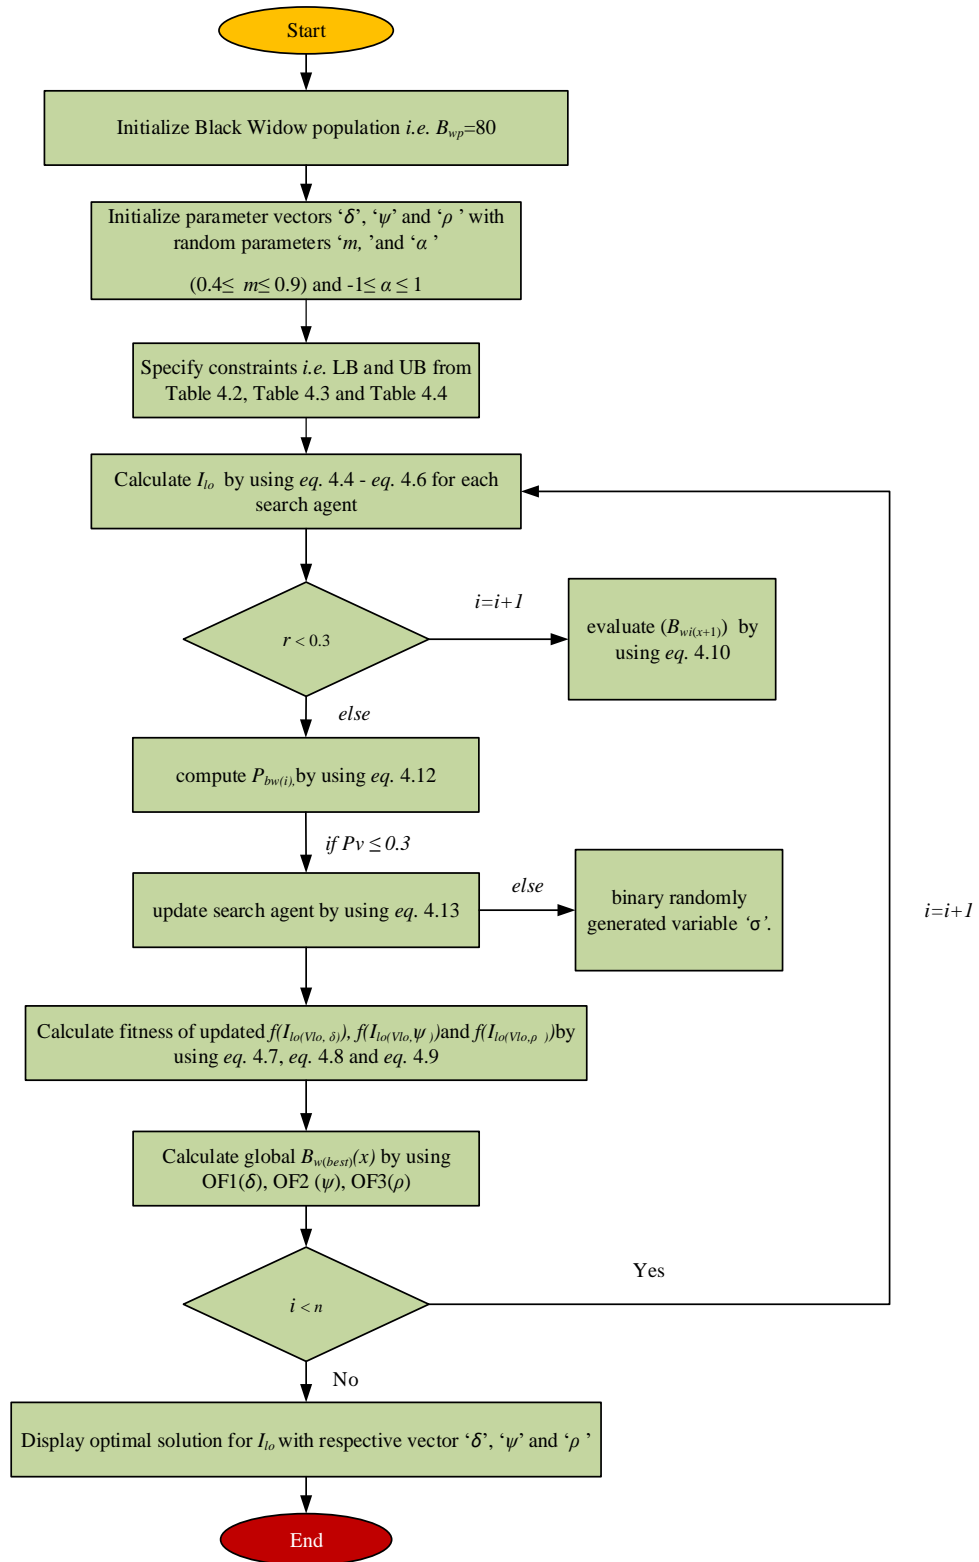 Start
Initialize Black Widow population i.e. Bwp=80
Initialize parameter vectors ‘δ’, ‘ψ’ and ‘ρ ’ with
random parameters ‘m, ’and ‘α ’
(0.4≤ m≤ 0.9) and -1≤ α ≤ 1
Specify constraints i.e. LB and UB from
Table 4.2, Table 4.3 and Table 4.4
Calculate Ilo by using eq. 4.4 - eq. 4.6 for each
search agent
r < 0.3
i=i+1
evaluate (Bwi(x+1)) by
using eq. 4.10
else
compute Pbw(i),by using eq. 4.12
if Pv ≤ 0.3
update search agent by using eq. 4.13
else
binary randomly
generated variable ‘σ’.
i=i+1
Calculate fitness of updated f(Ilo(Vlo, δ)), f(Ilo(Vlo,ψ )and f(Ilo(Vlo,ρ ))by
using eq. 4.7, eq. 4.8 and eq. 4.9
Calculate global Bw(best)(x) by using
OF1(δ), OF2 (ψ), OF3(ρ)
i < n
Yes
No
Display optimal solution for Ilo with respective vector ‘δ’, ‘ψ’ and ‘ρ ’
End